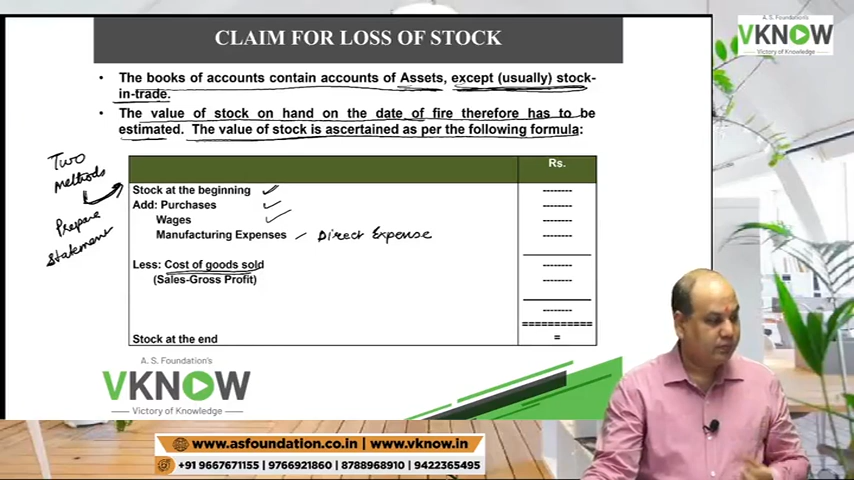 A. S. Foundation's
VKNOW
Victory of Knowledge
CLAIM FOR LOSS OF STOCK
• The books of accounts contain accounts of Assets, except (usually) stock-
in-trade.
• The value of stock on hand on the date of fire therefore has to be
estimated. The value of stock is ascertained as per the following formula:
Two
Methods
Prepare
Statement
Rs.
Stock at the beginning --------
Add: Purchases --------
Wages --------
Manufacturing Expenses Direct Expense --------
Less: Cost of goods sold --------
(Sales-Gross Profit) --------
--------
===========
Stock at the end =
A. S. Foundation's
VKNOW
Victory of Knowledge
www.asfoundation.co.in | www.vknow.in
+91 9667671155 | 9766921860 | 8788968910 | 9422365495